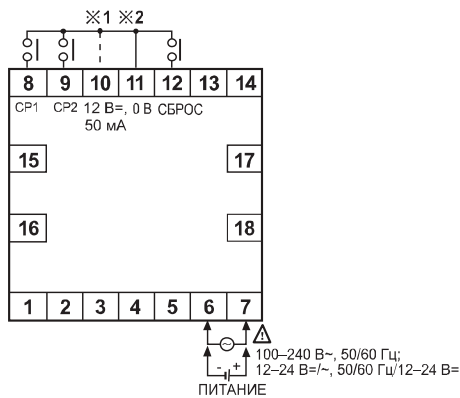 ※1 ※2
8 9 10 11 12 13 14
CP1 CP2 12 В=, 0 В СБРОС
50 мА
15 17
16 18
1 2 3 4 5 6 7
- +
100–240 В~, 50/60 Гц;
12–24 В=/~, 50/60 Гц/12–24 В=
ПИТАНИЕ